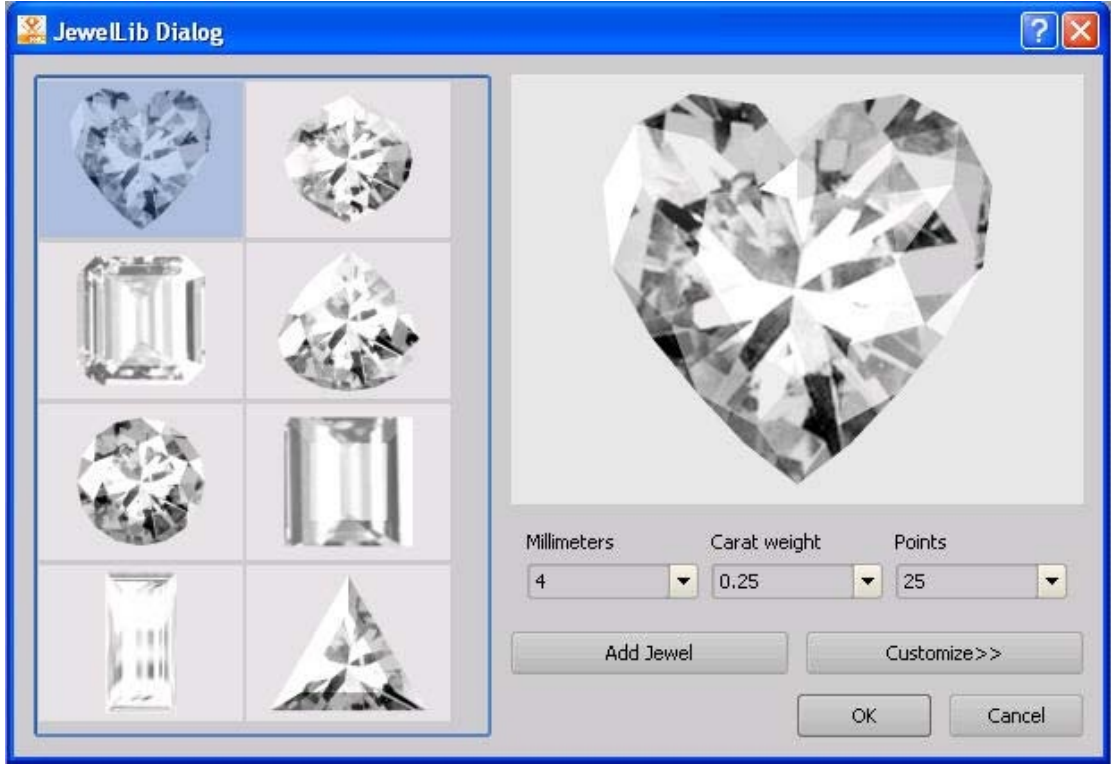 JewelLib Dialog
Millimeters Carat weight Points
4 0.25 25
Add Jewel Customize>>
OK Cancel